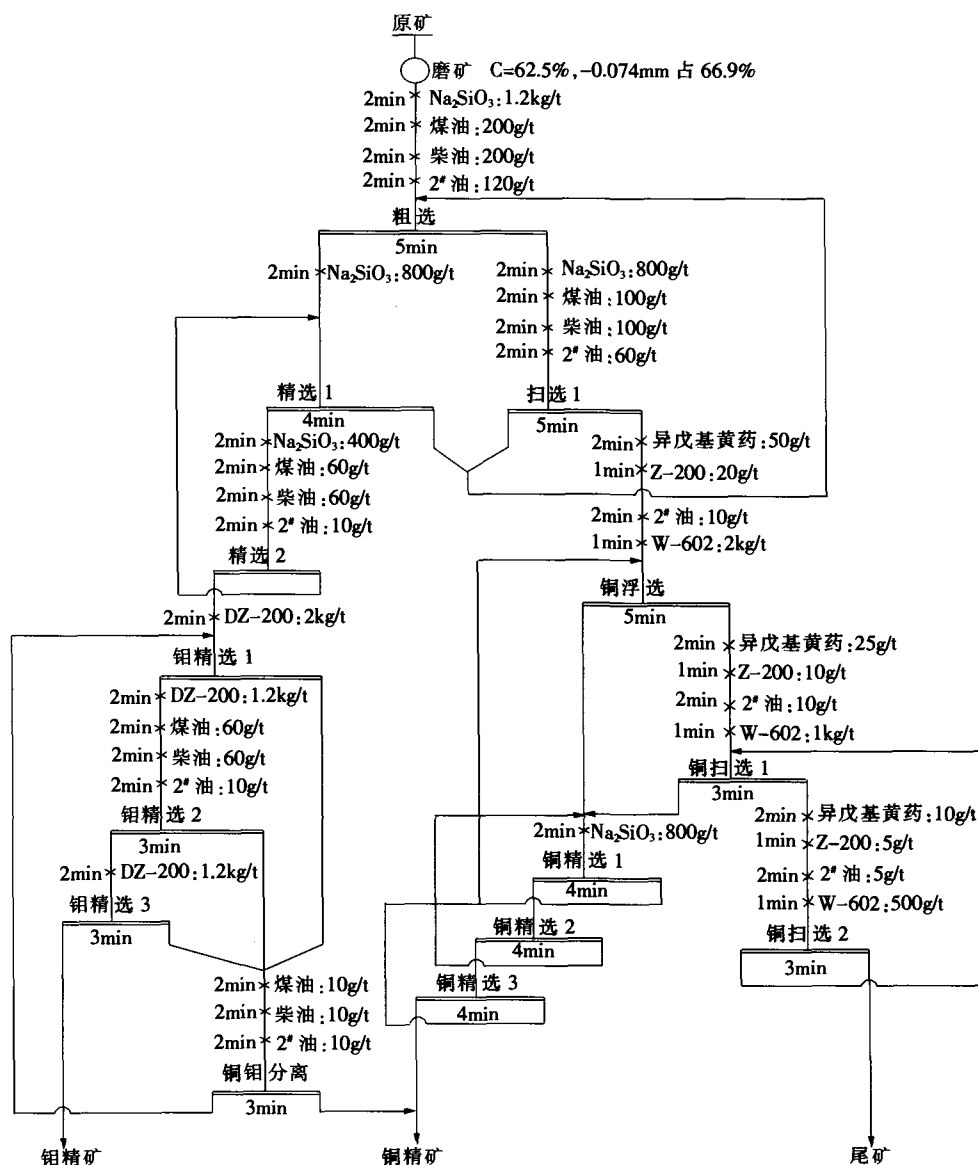 原矿
磨矿 C=62.5%, -0.074mm 占 66.9%
2min Na₂SiO₃:1.2kg/t
2min 煤油:200g/t
2min 柴油:200g/t
2min 2#油:120g/t
粗选
5min
2min Na₂SiO₃:800g/t
2min Na₂SiO₃:800g/t
2min 煤油:100g/t
2min 柴油:100g/t
2min 2#油:60g/t
精选1
4min
扫选1
5min
2min Na₂SiO₃:400g/t
2min 煤油:60g/t
2min 柴油:60g/t
2min 2#油:10g/t
精选2
2min 异戊基黄药:50g/t
1min Z-200:20g/t
2min 2#油:10g/t
1min W-602:2kg/t
铜浮选
5min
2min DZ-200:2kg/t
钼精选1
2min DZ-200:1.2kg/t
2min 煤油:60g/t
2min 柴油:60g/t
2min 2#油:10g/t
钼精选2
3min
2min DZ-200:1.2kg/t
钼精选3
3min
2min 煤油:10g/t
2min 柴油:10g/t
2min 2#油:10g/t
铜钼分离
3min
2min 异戊基黄药:25g/t
1min Z-200:10g/t
2min 2#油:10g/t
1min W-602:1kg/t
铜扫选1
3min
2min Na₂SiO₃:800g/t
铜精选1
4min
铜精选2
4min
铜精选3
4min
2min 异戊基黄药:10g/t
1min Z-200:5g/t
2min 2#油:5g/t
1min W-602:500g/t
铜扫选2
3min
钼精矿
铜精矿
尾矿